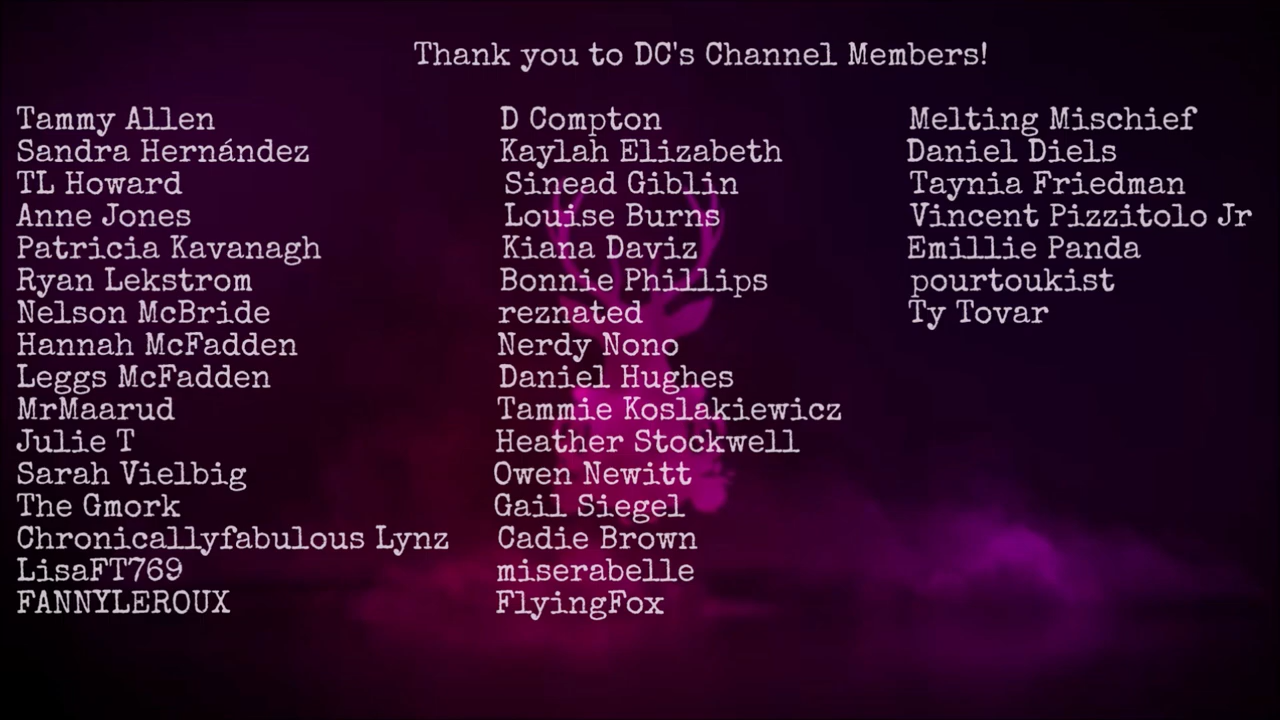 Thank you to DC's Channel Members!
Tammy Allen
Sandra Hernández
TL Howard
Anne Jones
Patricia Kavanagh
Ryan Lekstrom
Nelson McBride
Hannah McFadden
Leggs McFadden
MrMaarud
Julie T
Sarah Vielbig
The Gmork
Chronicallyfabulous Lynz
LisaFT769
FANNYLEROUX
D Compton
Kaylah Elizabeth
Sinead Giblin
Louise Burns
Kiana Daviz
Bonnie Phillips
reznated
Nerdy Nono
Daniel Hughes
Tammie Koslakiewicz
Heather Stockwell
Owen Newitt
Gail Siegel
Cadie Brown
miserabelle
FlyingFox
Melting Mischief
Daniel Diels
Taynia Friedman
Vincent Pizzitolo Jr
Emillie Panda
pourtoukist
Ty Tovar